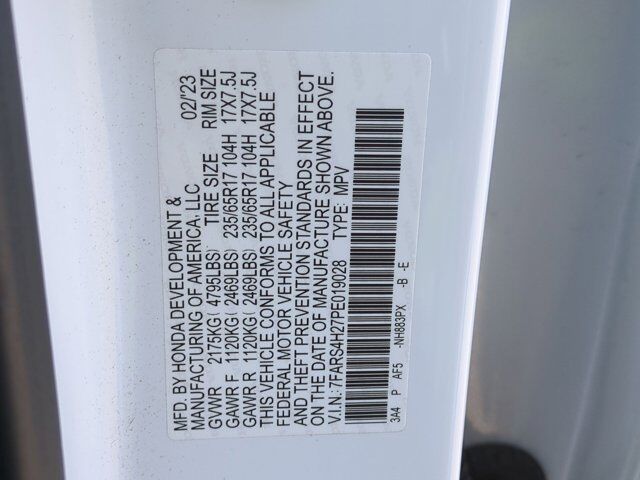 MFD. BY HONDA DEVELOPMENT & 02/'23
MANUFACTURING OF AMERICA, LLC
GVWR 2175KG( 4795LBS) TIRE SIZE RIM SIZE
GAWR F 1120KG( 2469LBS) 235/65R17 104H 17X7.5J
GAWR R 1120KG( 2469LBS) 235/65R17 104H 17X7.5J
THIS VEHICLE CONFORMS TO ALL APPLICABLE
FEDERAL MOTOR VEHICLE SAFETY
AND THEFT PREVENTION STANDARDS IN EFFECT
ON THE DATE OF MANUFACTURE SHOWN ABOVE.
V.I.N.: 7FARS4H27PE019028 TYPE: MPV
3A4 P AF5 -NH883PX -B -E